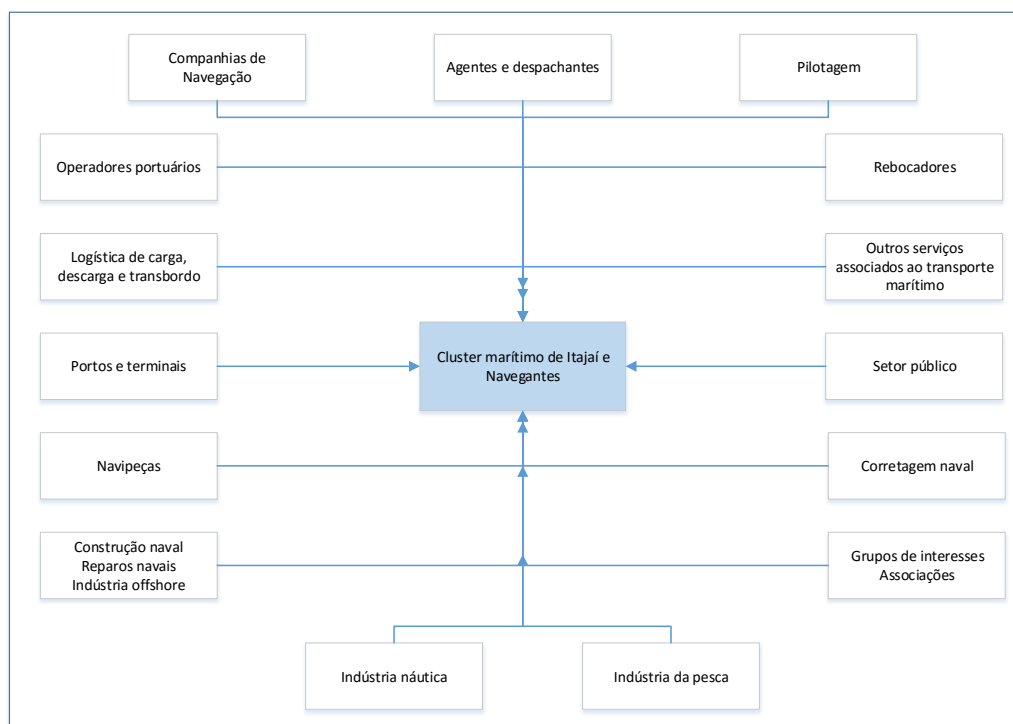 Companhias de
Navegação
Agentes e despachantes
Pilotagem
Operadores portuários
Rebocadores
Logística de carga,
descarga e transbordo
Outros serviços
associados ao transporte
marítimo
Portos e terminais
Cluster marítimo de Itajaí e
Navegantes
Setor público
Navipeças
Corretagem naval
Construção naval
Reparos navais
Indústria offshore
Grupos de interesses
Associações
Indústria náutica
Indústria da pesca